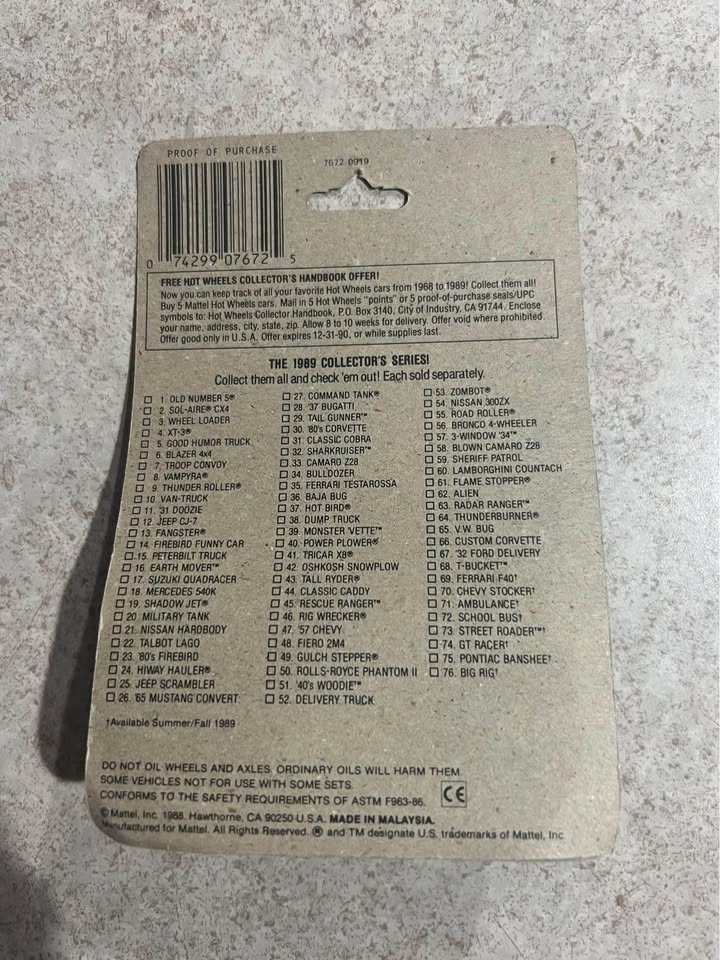 PROOF OF PURCHASE
7672 0919
0 74299 07672 5
FREE HOT WHEELS COLLECTOR'S HANDBOOK OFFER!
Now you can keep track of all your favorite Hot Wheels cars from 1968 to 1989! Collect them all!
Buy 5 Mattel Hot Wheels cars. Mail in 5 Hot Wheels "points" or 5 proof-of-purchase seals/UPC
symbols to: Hot Wheels Collector Handbook, P.O. Box 3140, City of Industry, CA 91744. Enclose
your name, address, city, state, zip. Allow 8 to 10 weeks for delivery. Offer void where prohibited.
Offer good only in U.S.A. Offer expires 12-31-90, or while supplies last.
THE 1989 COLLECTOR'S SERIES!
Collect them all and check 'em out! Each sold separately.
1. OLD NUMBER 5®
2. SOL-AIRE® CX4
3. WHEEL LOADER
4. XT-3®
5. GOOD HUMOR TRUCK
6. BLAZER 4x4
7. TROOP CONVOY
8. VAMPYRA®
9. THUNDER ROLLER®
10. VAN-TRUCK
11. '31 DOOZIE
12. JEEP CJ-7
13. FANGSTER®
14. FIREBIRD FUNNY CAR
15. PETERBILT TRUCK
16. EARTH MOVER™
17. SUZUKI QUADRACER
18. MERCEDES 540K
19. SHADOW JET®
20. MILITARY TANK
21. NISSAN HARDBODY
22. TALBOT LAGO
23. '80's FIREBIRD
24. HIWAY HAULER®
25. JEEP SCRAMBLER
26. '65 MUSTANG CONVERT.
27. COMMAND TANK®
28. '37 BUGATTI
29. TAIL GUNNER™
30. '80's CORVETTE
31. CLASSIC COBRA
32. SHARKRUISER™
33. CAMARO Z28
34. BULLDOZER
35. FERRARI TESTAROSSA
36. BAJA BUG
37. HOT BIRD®
38. DUMP TRUCK
39. MONSTER VETTE™
40. POWER PLOWER®
41. TRICAR X8®
42. OSHKOSH SNOWPLOW
43. TALL RYDER®
44. CLASSIC CADDY
45. RESCUE RANGER™
46. RIG WRECKER®
47. '57 CHEVY
48. FIERO 2M4
49. GULCH STEPPER®
50. ROLLS-ROYCE PHANTOM II
51. '40's WOODIE™
52. DELIVERY TRUCK
53. ZOMBOT®
54. NISSAN 300ZX
55. ROAD ROLLER®
56. BRONCO 4-WHEELER
57. 3-WINDOW '34™
58. BLOWN CAMARO Z28
59. SHERIFF PATROL
60. LAMBORGHINI COUNTACH
61. FLAME STOPPER®
62. ALIEN
63. RADAR RANGER™
64. THUNDERBURNER®
65. V.W. BUG
66. CUSTOM CORVETTE
67. '32 FORD DELIVERY
68. T-BUCKET™
69. FERRARI F40†
70. CHEVY STOCKER†
71. AMBULANCE†
72. SCHOOL BUS†
73. STREET ROADER™†
74. GT RACER†
75. PONTIAC BANSHEE†
76. BIG RIG†
†Available Summer/Fall 1989
DO NOT OIL WHEELS AND AXLES, ORDINARY OILS WILL HARM THEM.
SOME VEHICLES NOT FOR USE WITH SOME SETS.
CONFORMS TO THE SAFETY REQUIREMENTS OF ASTM F963-86. CE
© Mattel, Inc. 1988. Hawthorne, CA 90250 U.S.A. MADE IN MALAYSIA.
Manufactured for Mattel. All Rights Reserved. ® and TM designate U.S. trademarks of Mattel, Inc.